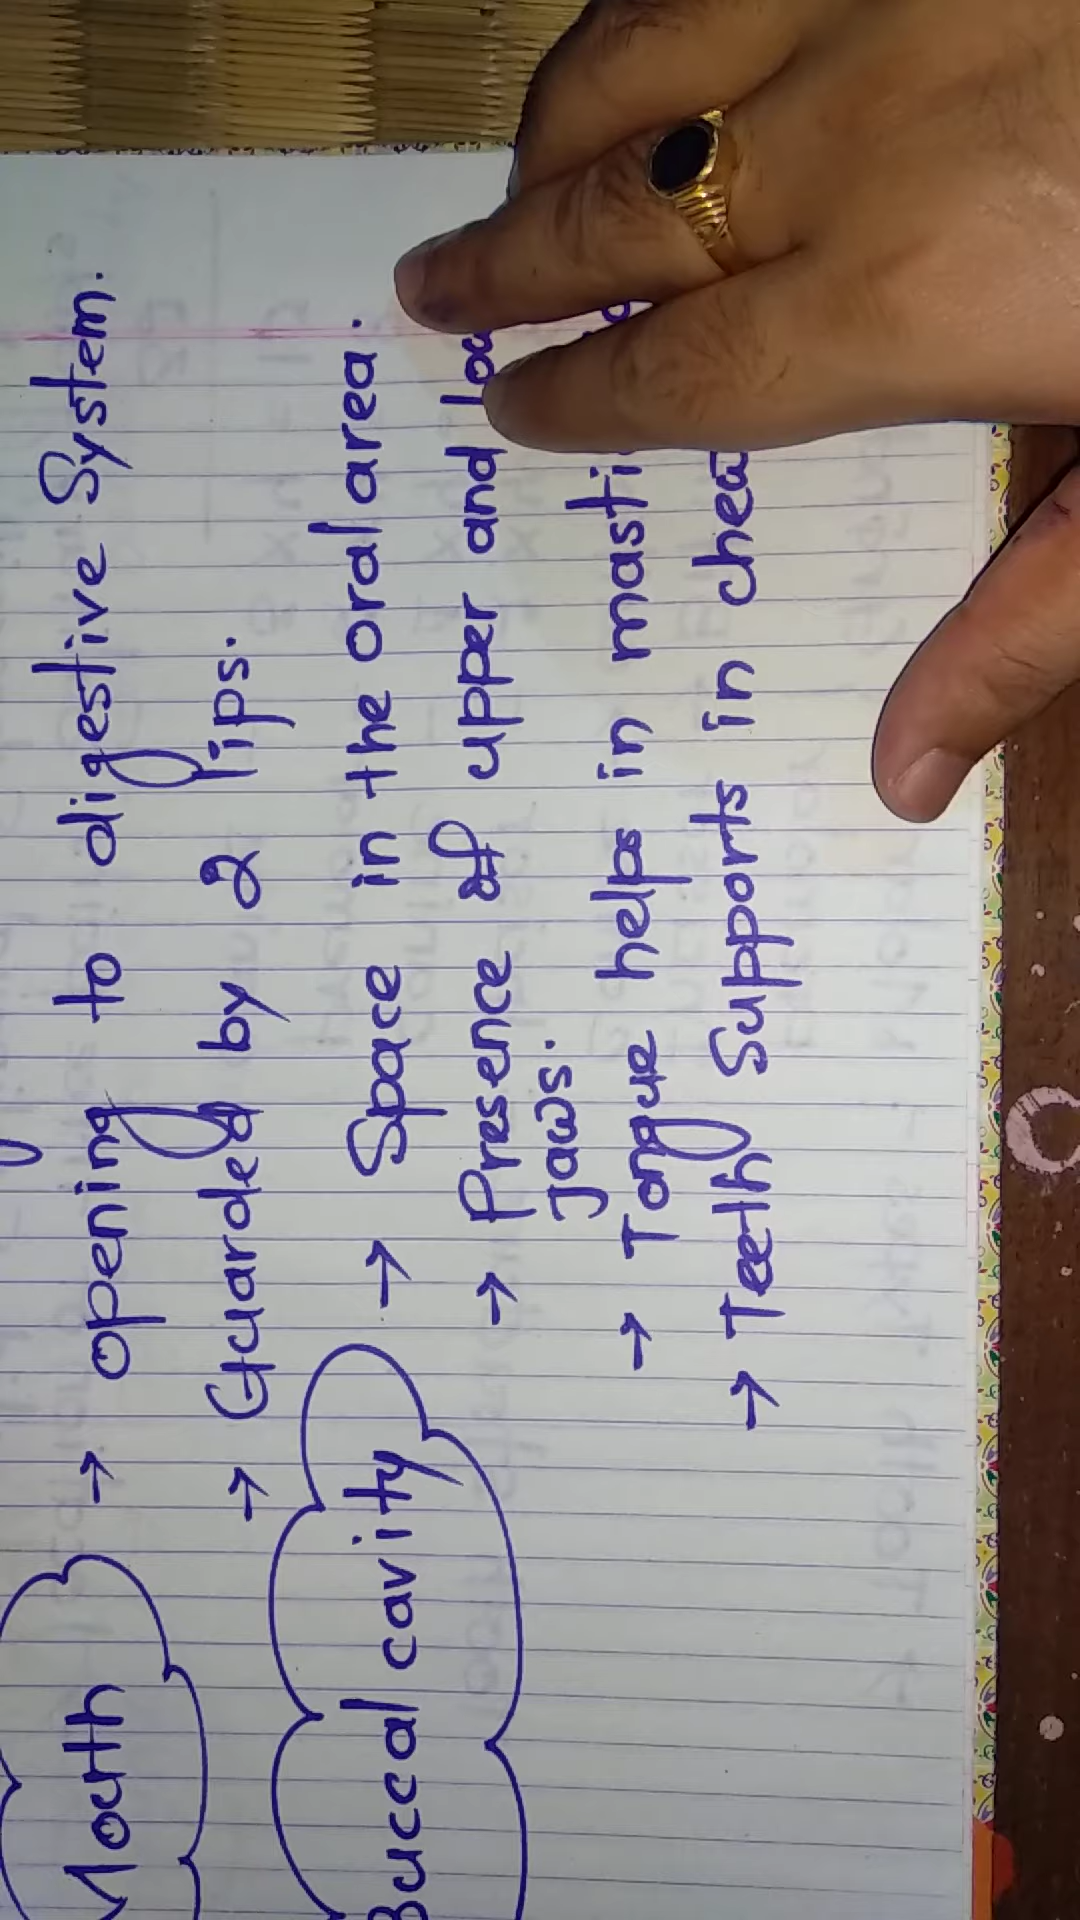 Mouth → opening to digestive System.
→ Guarded by 2 lips.
Buccal cavity → Space in the oral area.
→ Presence of upper and
Jaws.
→ Tongue helps in
→ Teeth Supports in